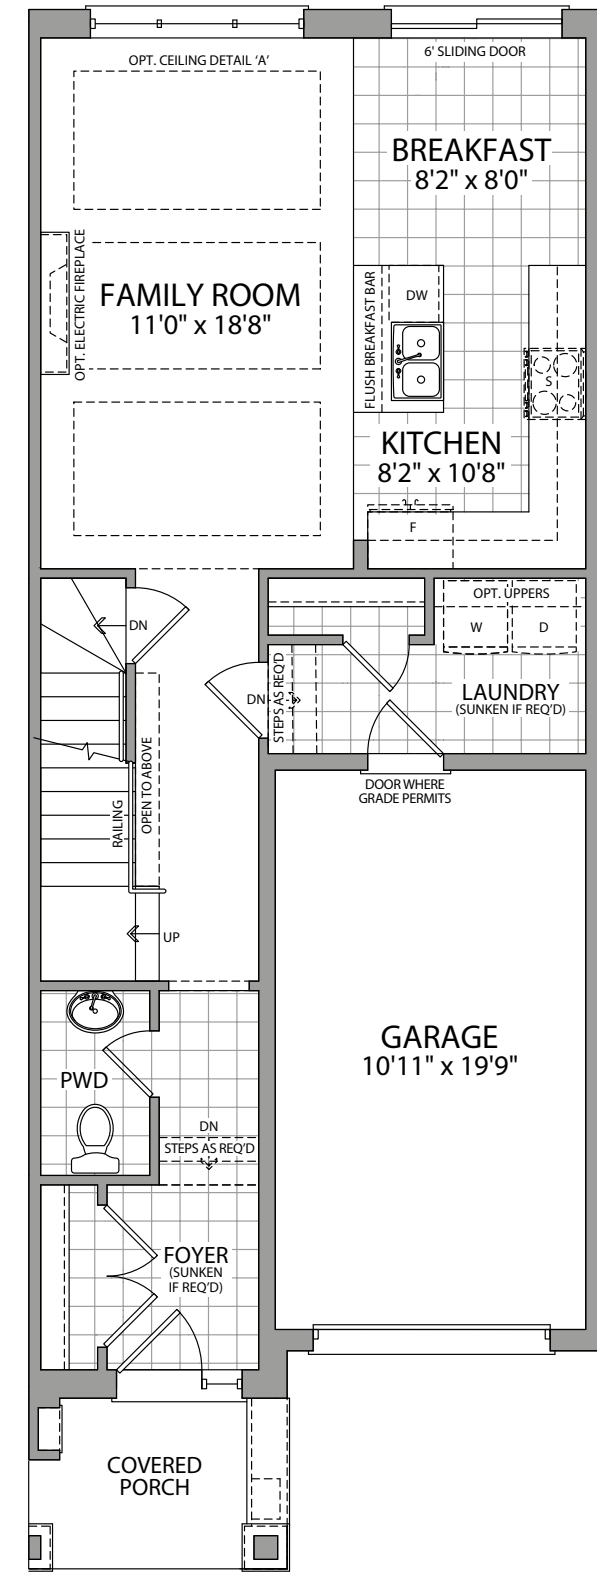 OPT. CEILING DETAIL 'A'
6' SLIDING DOOR
BREAKFAST
8'2" x 8'0"
OPT. ELECTRIC FIREPLACE
FAMILY ROOM
11'0" x 18'8"
FLUSH BREAKFAST BAR
DW
S
KITCHEN
8'2" x 10'8"
F
DN
OPT. UPPERS
W
D
DN
STEPS AS REQ'D
LAUNDRY
(SUNKEN IF REQ'D)
DOOR WHERE
GRADE PERMITS
RAILING
OPEN TO ABOVE
UP
GARAGE
10'11" x 19'9"
PWD
DN
STEPS AS REQ'D
FOYER
(SUNKEN
IF REQ'D)
COVERED
PORCH